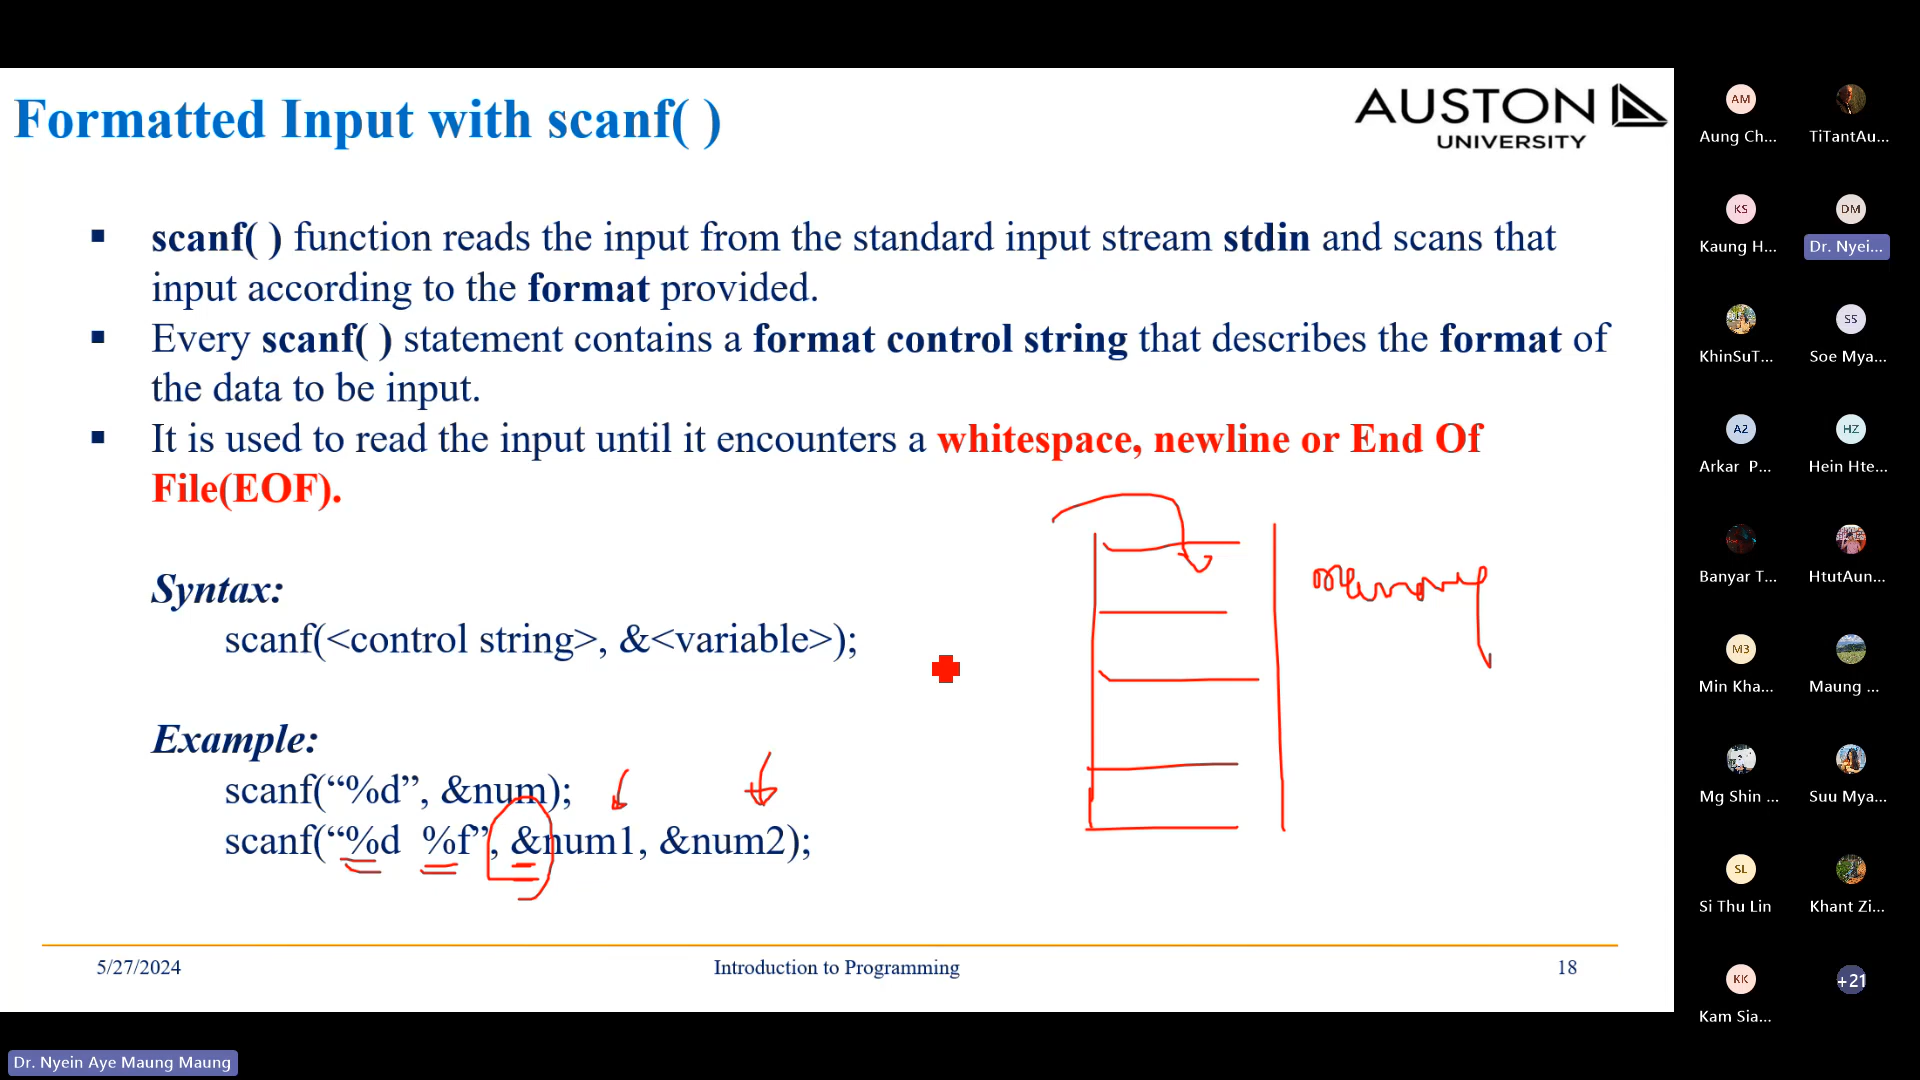 Formatted Input with scanf( )
AUSTON
UNIVERSITY
▪ scanf( ) function reads the input from the standard input stream stdin and scans that
input according to the format provided.
▪ Every scanf( ) statement contains a format control string that describes the format of
the data to be input.
▪ It is used to read the input until it encounters a whitespace, newline or End Of
File(EOF).
Syntax:
scanf(<control string>, &<variable>);
memory
Example:
scanf(“%d”, &num);
scanf(“%d %f”, &num1, &num2);
5/27/2024
Introduction to Programming
18
AM
Aung Ch...
TiTantAu...
KS
Kaung H...
DM
Dr. Nyei...
KhinSuT...
SS
Soe Mya...
A2
Arkar P...
HZ
Hein Hte...
Banyar T...
HtutAun...
M3
Min Kha...
Maung ...
Mg Shin ...
Suu Mya...
SL
Si Thu Lin
Khant Zi...
KK
Kam Sia...
+21
Dr. Nyein Aye Maung Maung